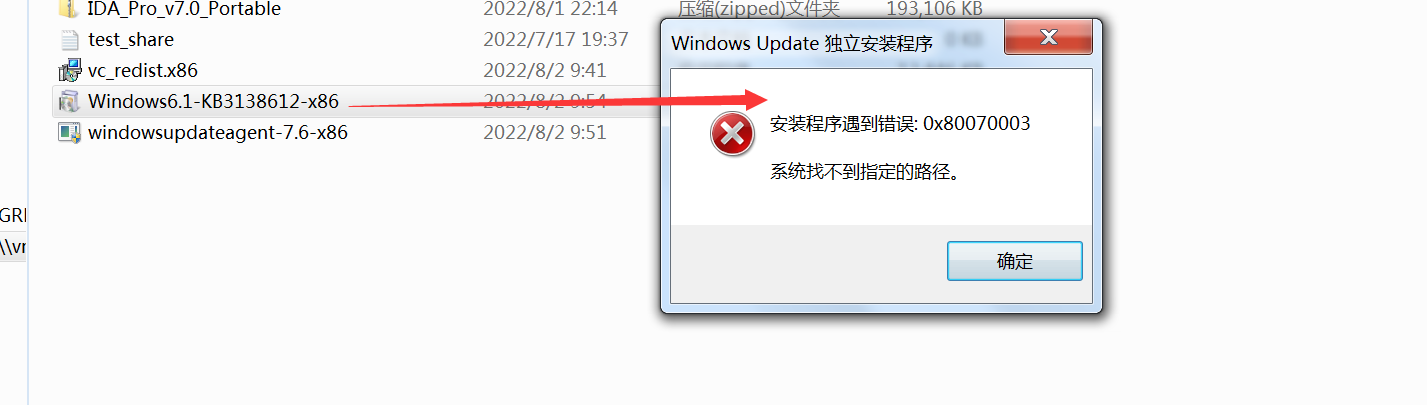 IDA_Pro_v7.0_Portable 2022/8/1 22:14 压缩(zipped)文件夹 193,106 KB
test_share 2022/7/17 19:37
Windows Update 独立安装程序
vc_redist.x86 2022/8/2 9:41
Windows6.1-KB3138612-x86 2022/8/2 9:54
安装程序遇到错误: 0x80070003
windowsupdateagent-7.6-x86 2022/8/2 9:51
系统找不到指定的路径。
确定